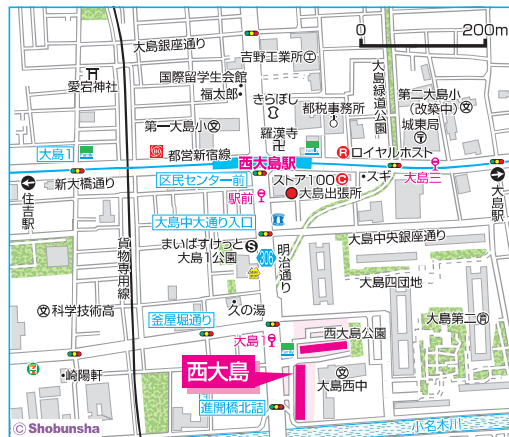 0 200m
大島銀座通り
吉野工業所
愛宕神社
国際留学生会館
福太郎
きらぼし
都税事務所
大島緑道公園
第二大島小
(改築中)
城東局
第一大島小
羅漢寺
大島1
都営新宿線
西大島駅
R ロイヤルホスト
新大橋通り
区民センター前
ストア100 C
スギ
大島二
住吉駅
駅前
大島出張所
大島駅
大島中大通り入口
大島中央銀座通り
まいばすけっと S
大島1公園
306
明治通り
貨物専用線
大島四団地
文 科学技術高
久の湯
釜屋堀通り
大島1
西大島公園
大島第二
西大島
文
大島西中
崎陽軒
進開橋北詰
小名木川
© Shobunsha